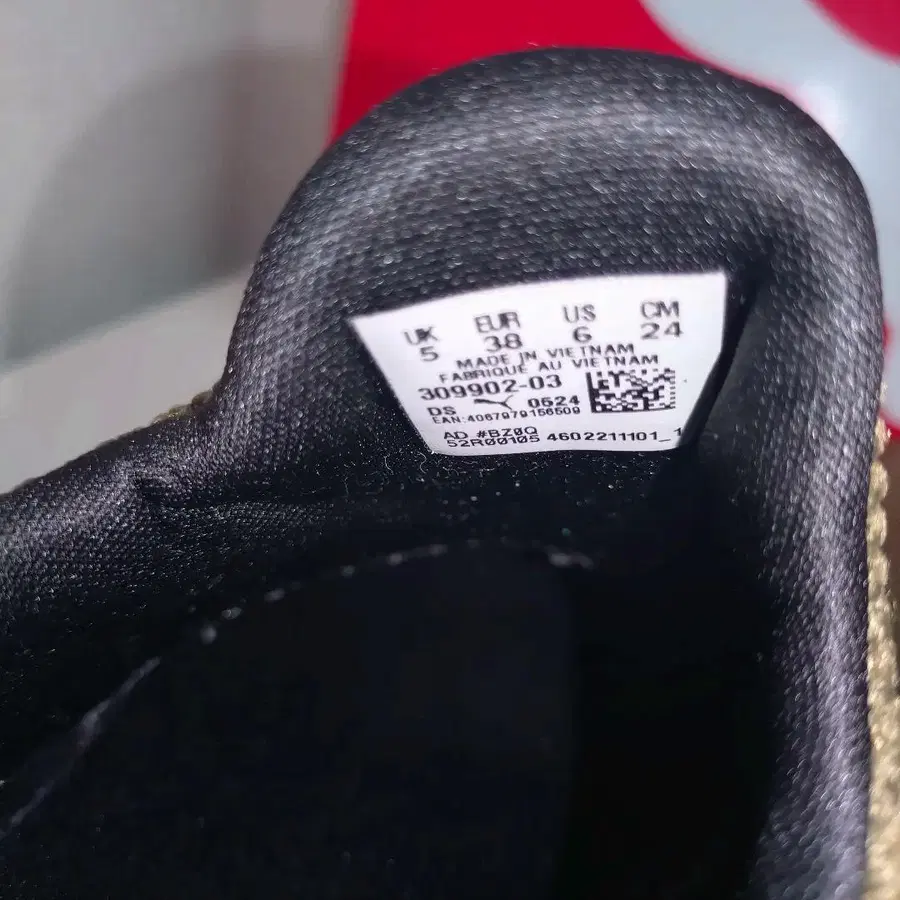 UK EUR US CM
5 38 6 24
MADE IN VIETNAM
FABRIQUE AU VIETNAM
309902-03
DS 0624
EAN:4067979156509
AD #BZ0Q
52R00105 4602211101_1